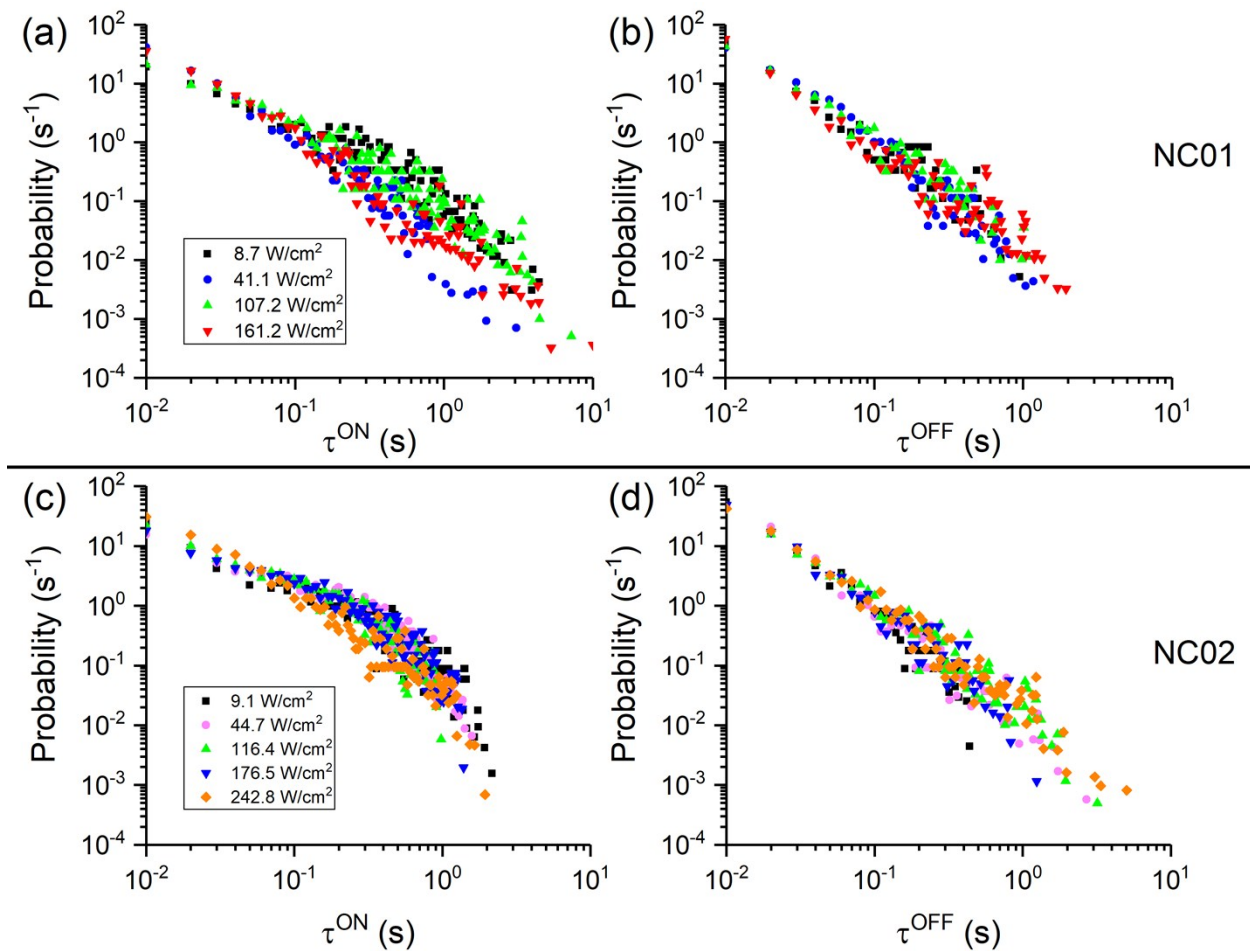 (a)
Probability (s⁻¹)
10²
10¹
10⁰
10⁻¹
10⁻²
10⁻³
10⁻⁴
8.7 W/cm²
41.1 W/cm²
107.2 W/cm²
161.2 W/cm²
10⁻² 10⁻¹ 10⁰ 10¹
τᴼᴺ (s)
(b)
Probability (s⁻¹)
10²
10¹
10⁰
10⁻¹
10⁻²
10⁻³
10⁻⁴
10⁻² 10⁻¹ 10⁰ 10¹
τᴼFF (s)
NC01
(c)
Probability (s⁻¹)
10²
10¹
10⁰
10⁻¹
10⁻²
10⁻³
10⁻⁴
9.1 W/cm²
44.7 W/cm²
116.4 W/cm²
176.5 W/cm²
242.8 W/cm²
10⁻² 10⁻¹ 10⁰ 10¹
τᴼᴺ (s)
(d)
Probability (s⁻¹)
10²
10¹
10⁰
10⁻¹
10⁻²
10⁻³
10⁻⁴
10⁻² 10⁻¹ 10⁰ 10¹
τᴼFF (s)
NC02